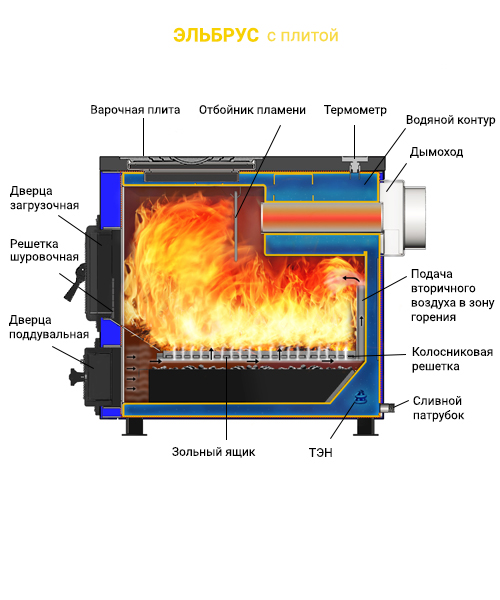 ЭЛЬБРУС с плитой
Варочная плита
Отбойник пламени
Термометр
Водяной контур
Дымоход
Дверца
загрузочная
Решетка
шуровочная
Дверца
поддувальная
Подача
вторичного
воздуха в зону
горения
Колосниковая
решетка
Сливной
патрубок
Зольный ящик
ТЭН